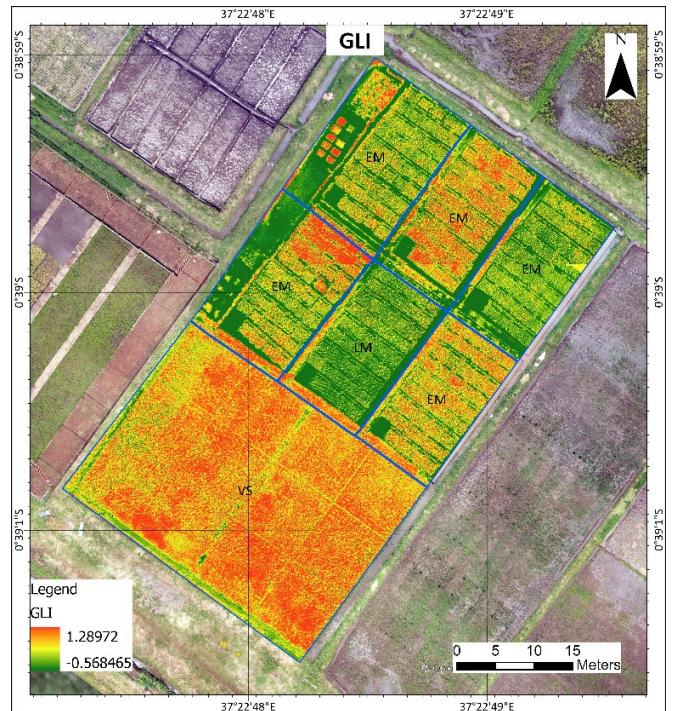 37°22'48"E 37°22'49"E
GLI
N
0°38'59"S 0°38'59"S
EM
EM
EM
EM
0°39'S 0°39'S
LM
EM
VS
0°39'1"S 0°39'1"S
Legend
GLI
1.28972
-0.568465
0 5 10 15
Meters
37°22'48"E 37°22'49"E